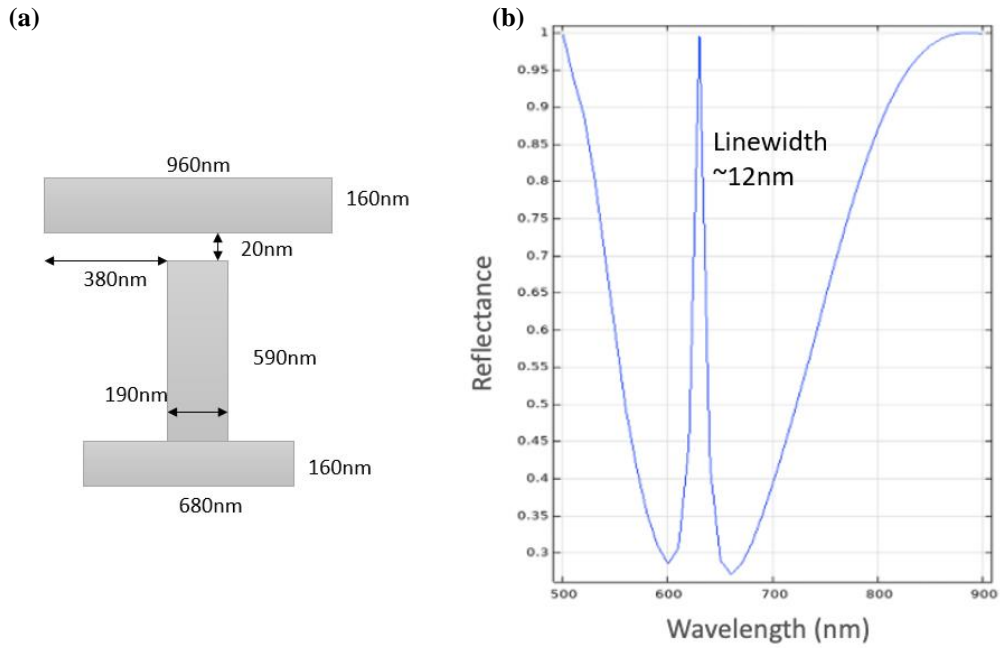 (a)
960nm
160nm
20nm
380nm
590nm
190nm
160nm
680nm
(b)
1
0.95
0.9
0.85
0.8
0.75
0.7
0.65
0.6
0.55
0.5
0.45
0.4
0.35
0.3
Reflectance
Linewidth
~12nm
500 600 700 800 900
Wavelength (nm)